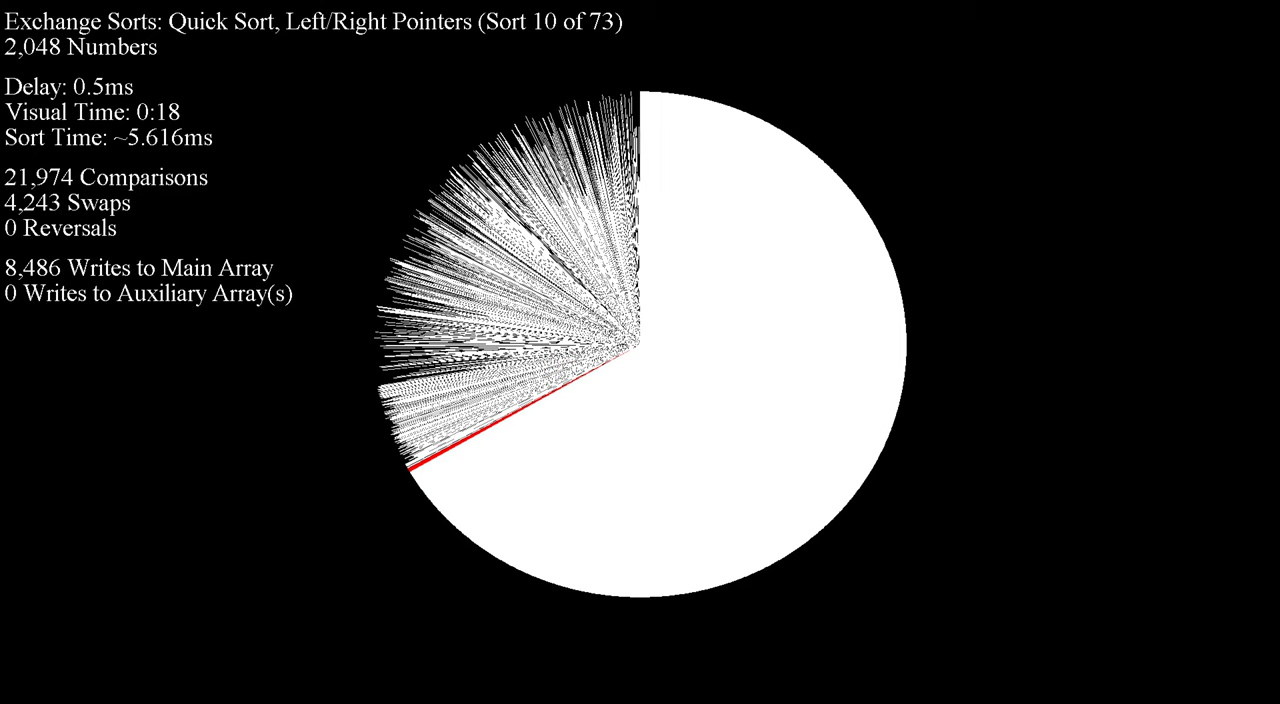 Exchange Sorts: Quick Sort, Left/Right Pointers (Sort 10 of 73)
2,048 Numbers
Delay: 0.5ms
Visual Time: 0:18
Sort Time: ~5.616ms
21,974 Comparisons
4,243 Swaps
0 Reversals
8,486 Writes to Main Array
0 Writes to Auxiliary Array(s)